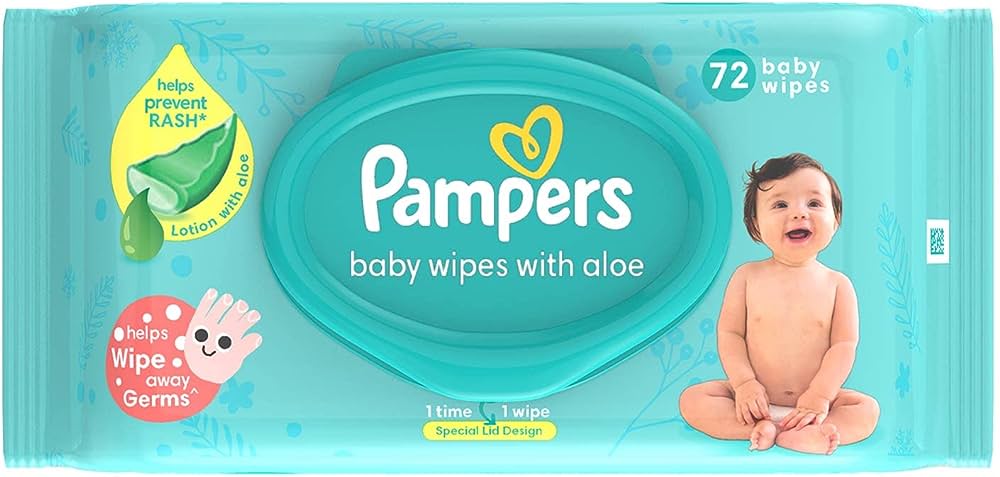 helps
prevent
RASH*
Lotion with aloe
72 baby
wipes
Pampers
baby wipes with aloe
helps
Wipe
away
Germs^
1 time 1 wipe
Special Lid Design